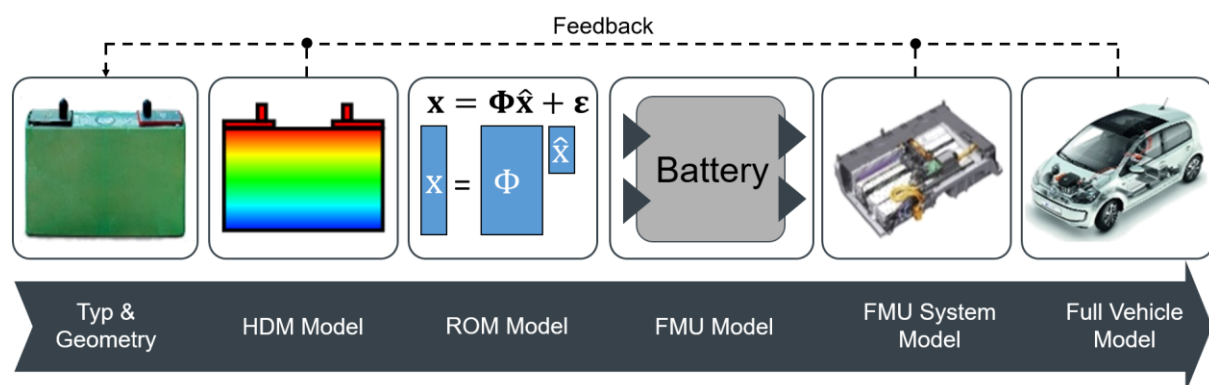 Feedback
x = Φx̂ + ε
x = Φ x̂
Battery
Typ &
Geometry
HDM Model
ROM Model
FMU Model
FMU System
Model
Full Vehicle
Model